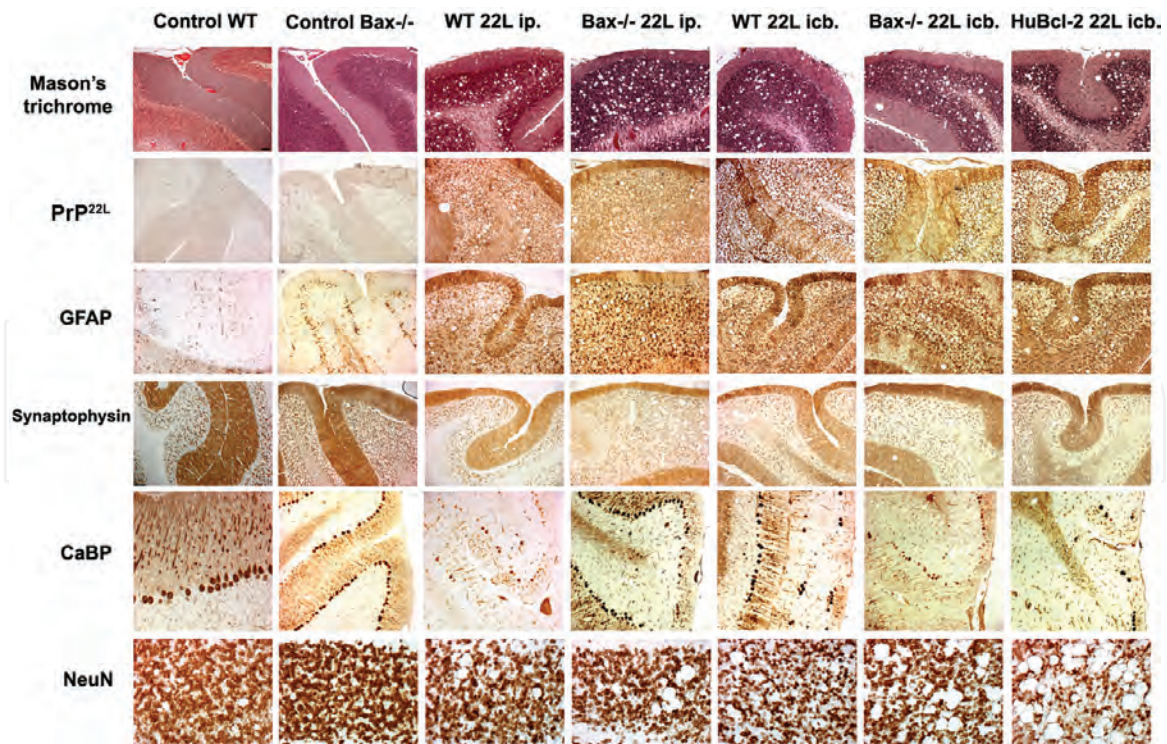 Control WT Control Bax-/- WT 22L ip. Bax-/- 22L ip. WT 22L icb. Bax-/- 22L icb. HuBcl-2 22L icb.
Mason's
trichrome
PrP22L
GFAP
Synaptophysin
CaBP
NeuN